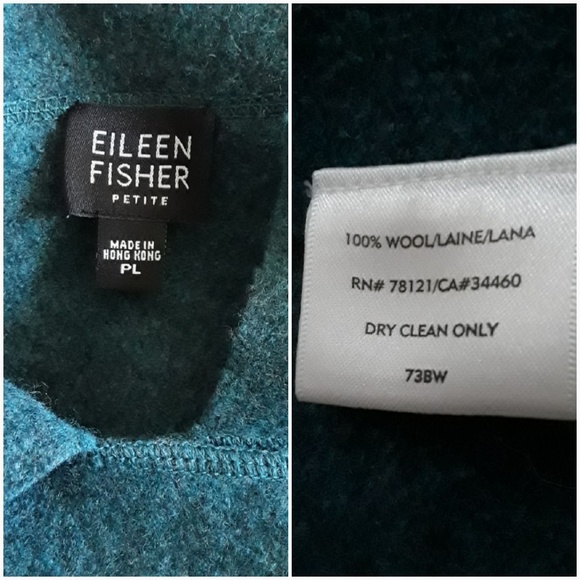 EILEEN
FISHER
PETITE
MADE IN
HONG KONG
PL
100% WOOL/LAINE/LANA
RN# 78121/CA#34460
DRY CLEAN ONLY
73BW